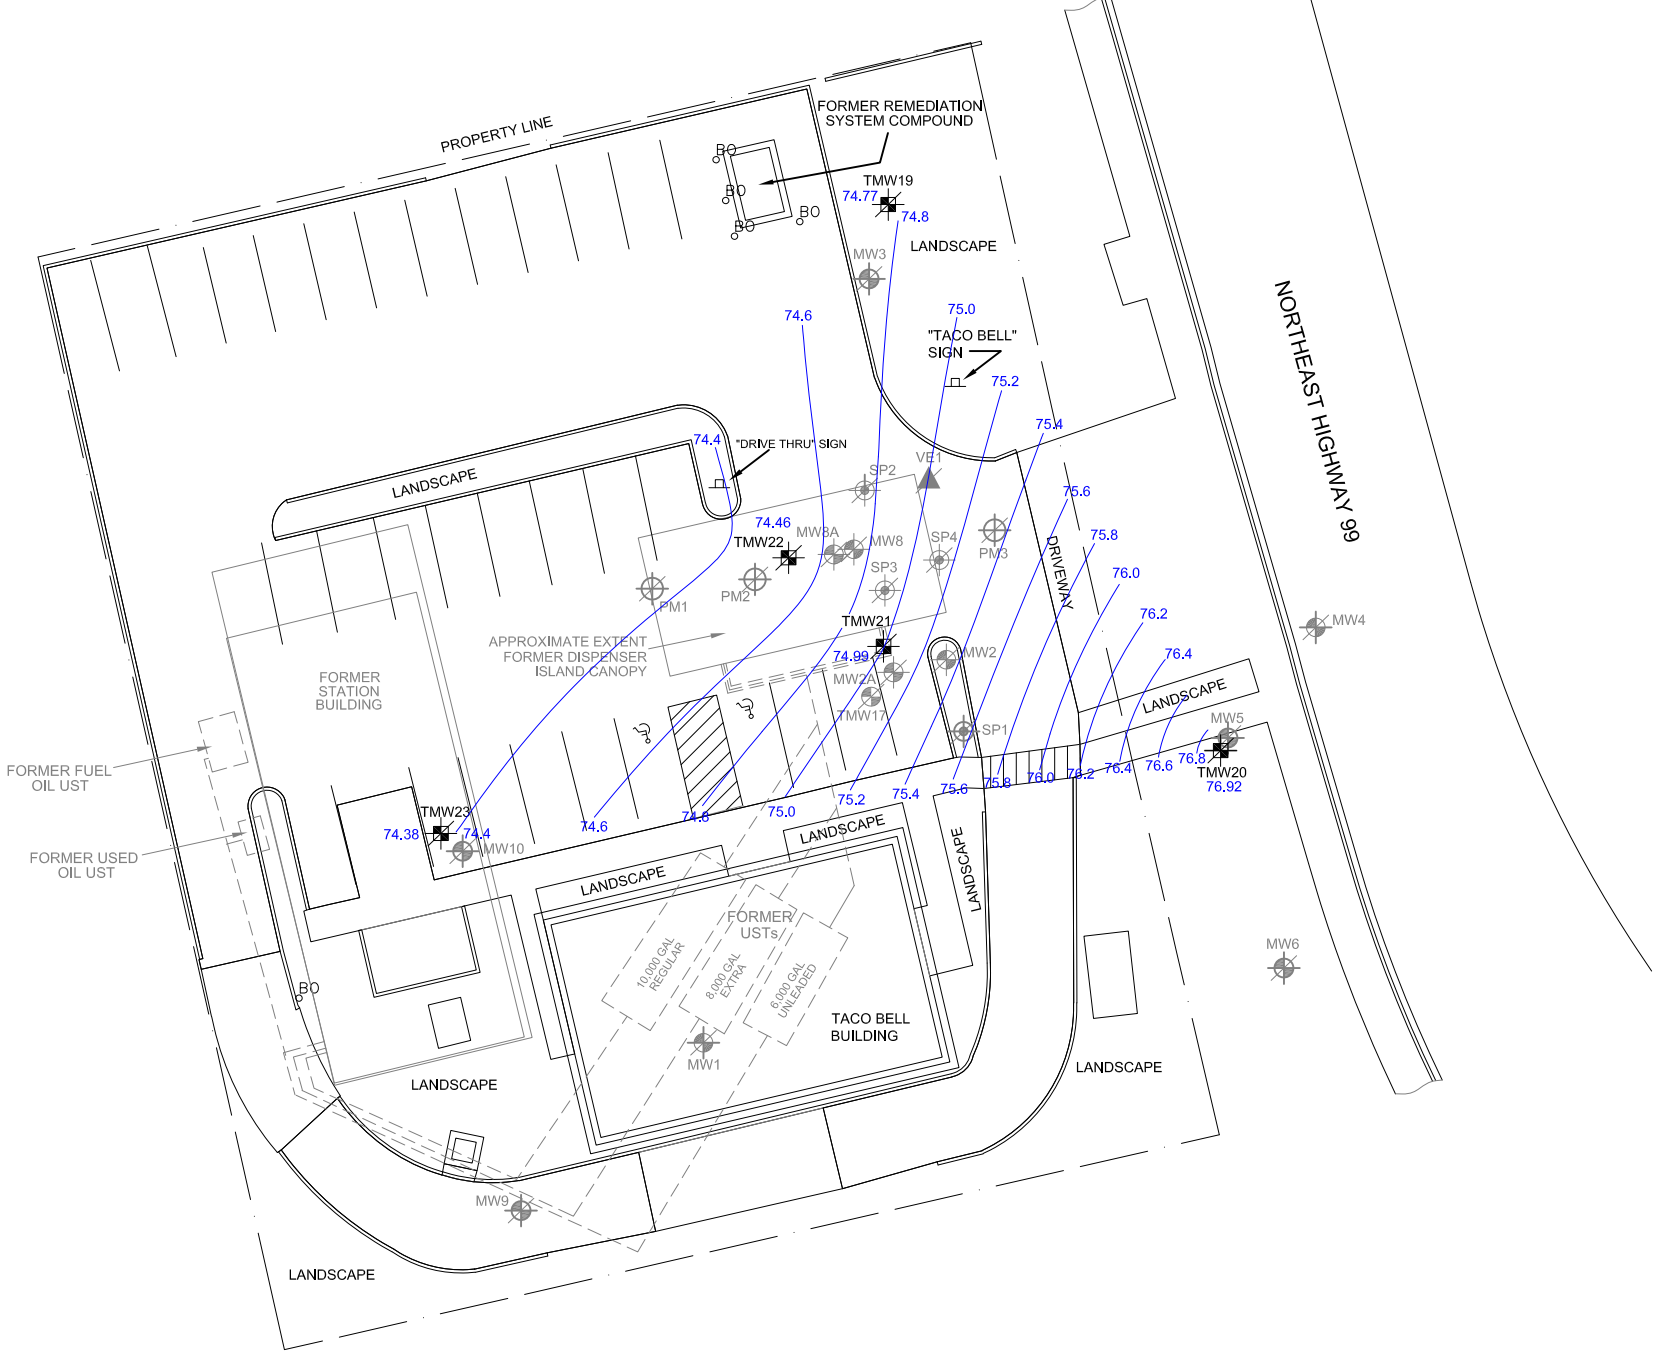 FORMER REMEDIATION
SYSTEM COMPOUND
PROPERTY LINE
BO
BO
BO
BO
TMW19
74.77
74.8
LANDSCAPE
MW3
NORTHEAST HIGHWAY 99
74.6
75.0
"TACO BELL"
SIGN
75.2
75.4
74.4
"DRIVE THRU" SIGN
LANDSCAPE
SP2
VE1
75.6
74.46
TMW22
MW8A
MW8
SP4
PM3
75.8
DRIVEWAY
76.0
SP3
PM1
PM2
76.2
MW4
TMW21
74.99
APPROXIMATE EXTENT
FORMER DISPENSER
ISLAND CANOPY
MW2
76.4
FORMER
STATION
BUILDING
MW2A
TMW17
LANDSCAPE
MW5
SP1
FORMER FUEL
OIL UST
76.8
76.6
76.4
76.2
76.0
75.8
75.6
75.4
75.2
75.0
74.8
74.6
TMW20
76.92
TMW23
74.38
74.4
MW10
LANDSCAPE
LANDSCAPE
LANDSCAPE
FORMER USED
OIL UST
FORMER
USTs
10,000 GAL
REGULAR
8,000 GAL
EXTRA
6,000 GAL
UNLEADED
MW6
BO
TACO BELL
BUILDING
MW1
LANDSCAPE
LANDSCAPE
MW9
LANDSCAPE